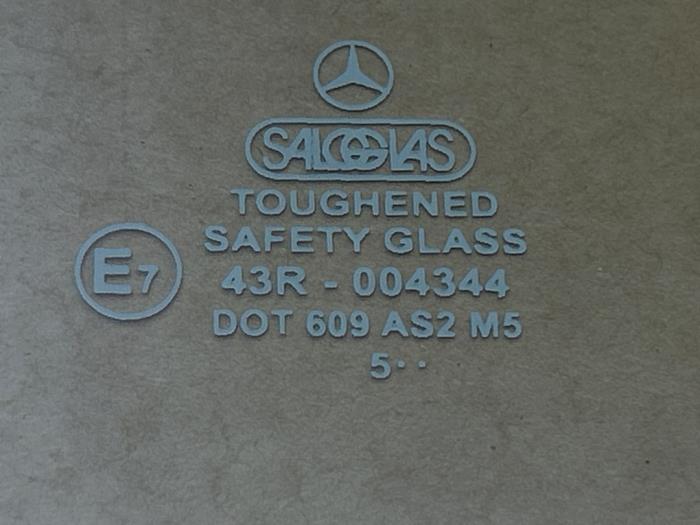 SALGGLAS
TOUGHENED
SAFETY GLASS
E7
43R - 004344
DOT 609 AS2 M5
5··